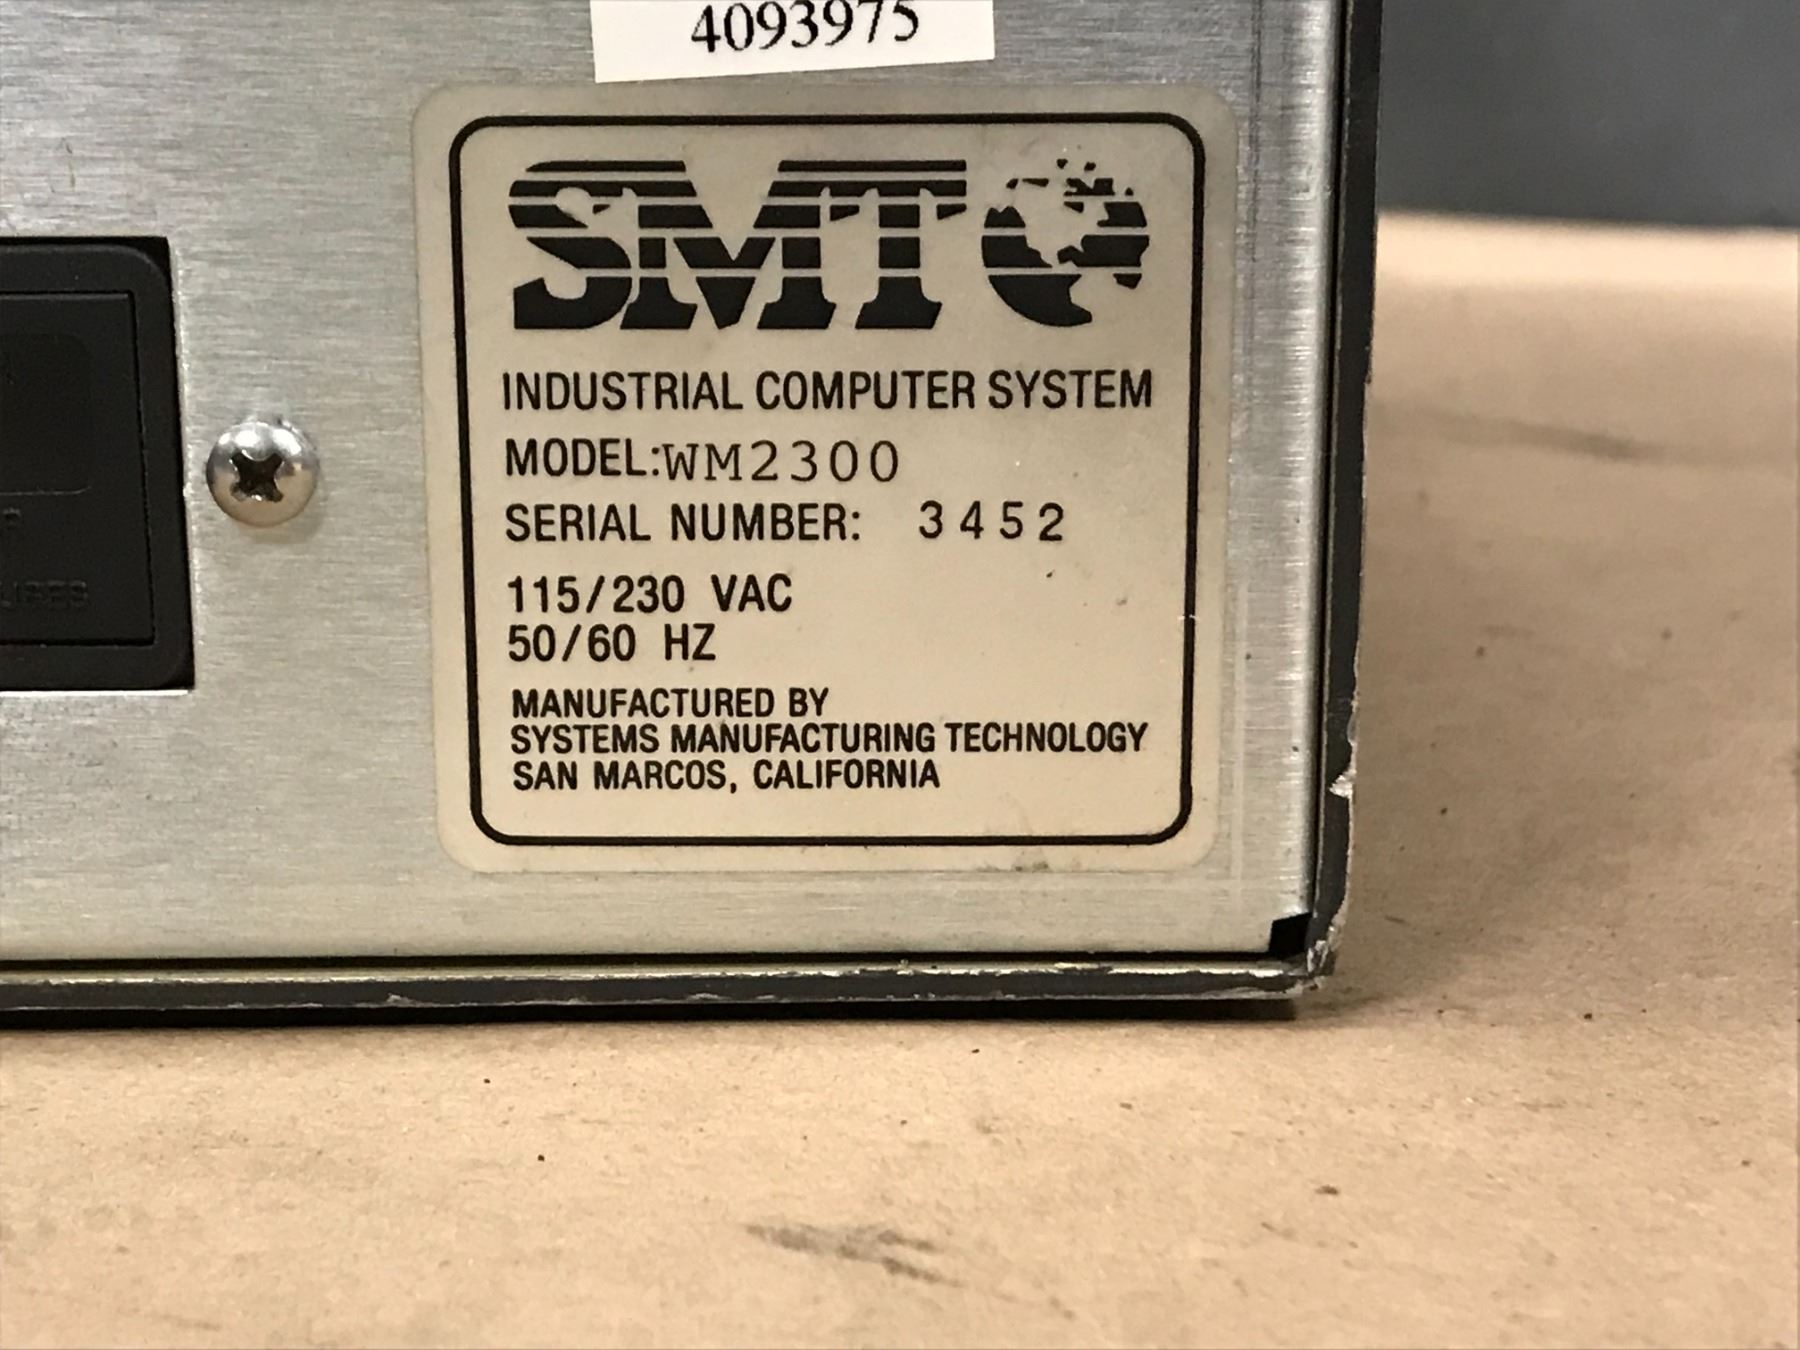 4093975
SMT
INDUSTRIAL COMPUTER SYSTEM
MODEL:WM2300
SERIAL NUMBER: 3452
115/230 VAC
50/60 HZ
MANUFACTURED BY
SYSTEMS MANUFACTURING TECHNOLOGY
SAN MARCOS, CALIFORNIA